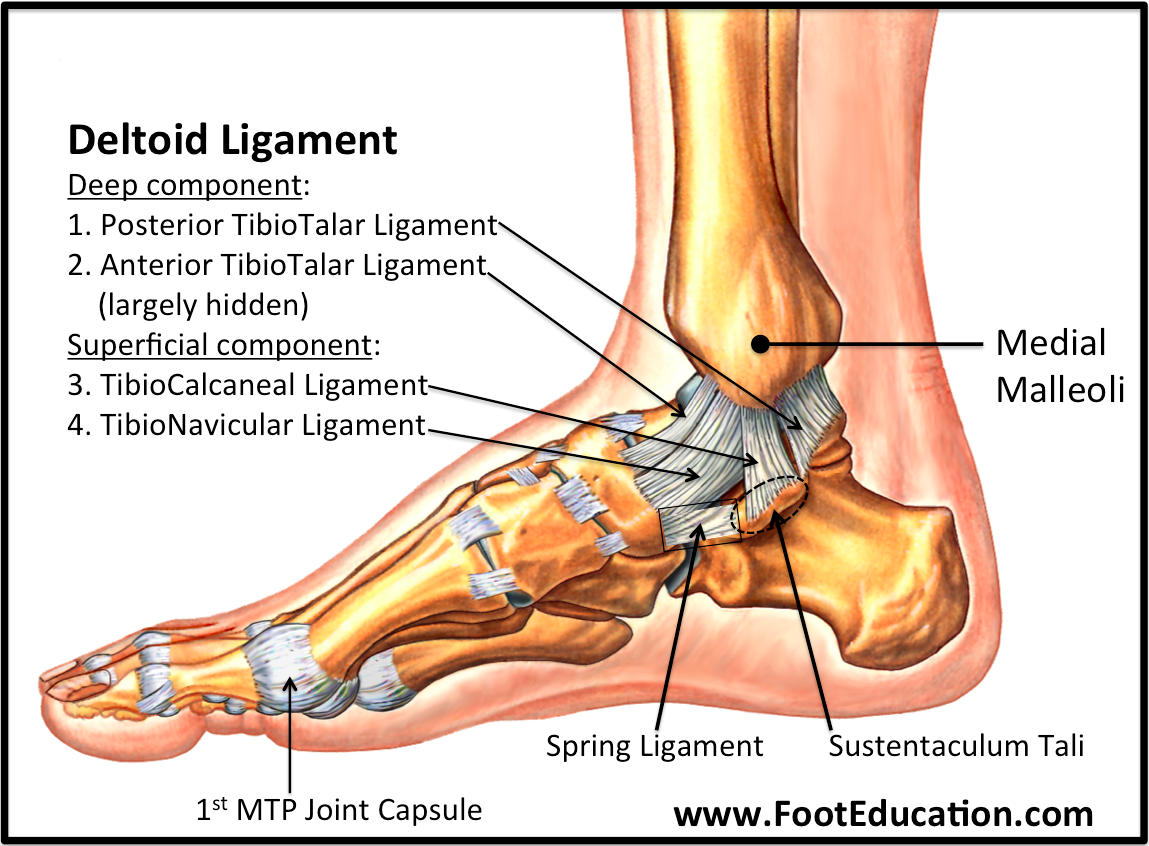 Deltoid Ligament
Deep component:
1. Posterior TibioTalar Ligament
2. Anterior TibioTalar Ligament
(largely hidden)
Superficial component:
3. TibioCalcaneal Ligament
4. TibioNavicular Ligament
Medial
Malleoli
Spring Ligament
Sustentaculum Tali
1st MTP Joint Capsule
www.FootEducation.com